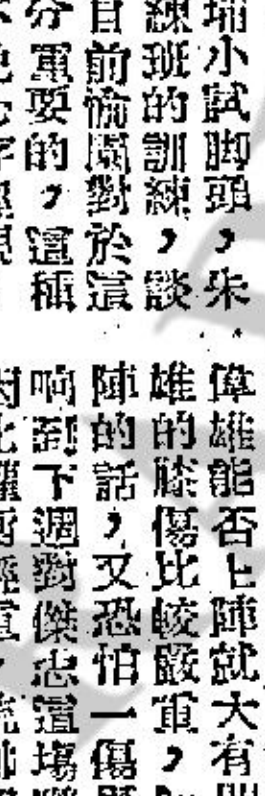 埔小試脚頭,朱
練班的訓練,談
目前愉園對於這
分重要的,這種
偉雄能否上陣就大有
雄的膝傷比較嚴重,
陣的話,又恐怕一傷
响到下週對傑志這場